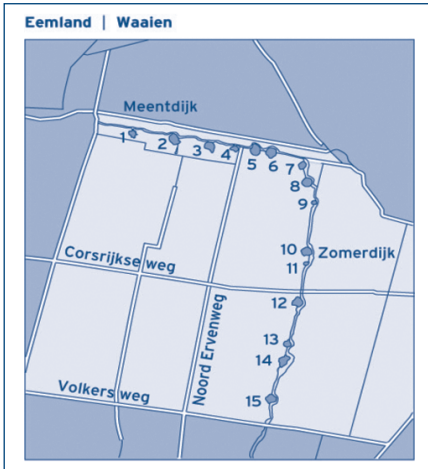 Eemland | Waaien
Meentdijk
1
2
3
4
5
6
7
8
9
10
Zomerdijk
11
Corsrijkse weg
12
Noord Ervenweg
13
14
Volkers weg
15